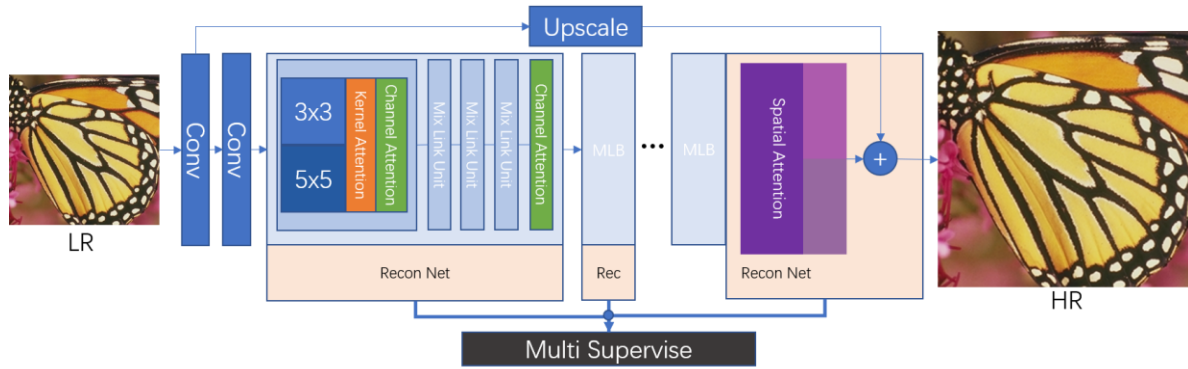 Upscale
LR
Conv
Conv
3x3
5x5
Kernel Attention
Channel Attention
Mix Link Unit
Mix Link Unit
Mix Link Unit
Channel Attention
Recon Net
MLB
Rec
•••
MLB
Spatial Attention
Recon Net
+
HR
Multi Supervise